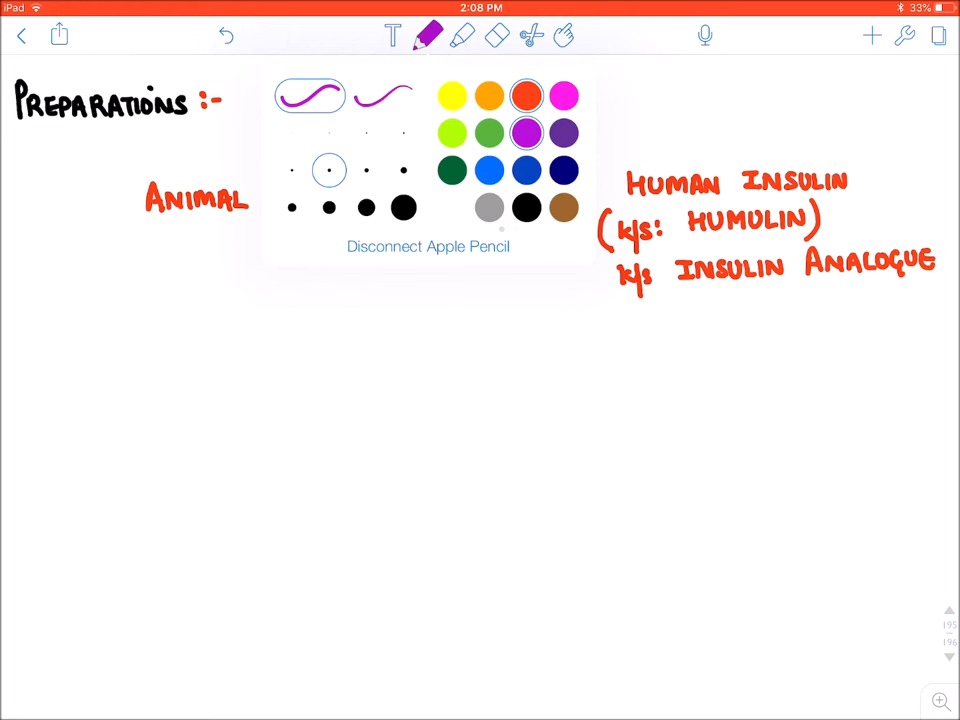 iPad 2:08 PM 33%
T
PREPARATIONS :-
ANIMAL
HUMAN INSULIN
(k/s: HUMULIN)
k/s INSULIN ANALOGUE
Disconnect Apple Pencil
195
196